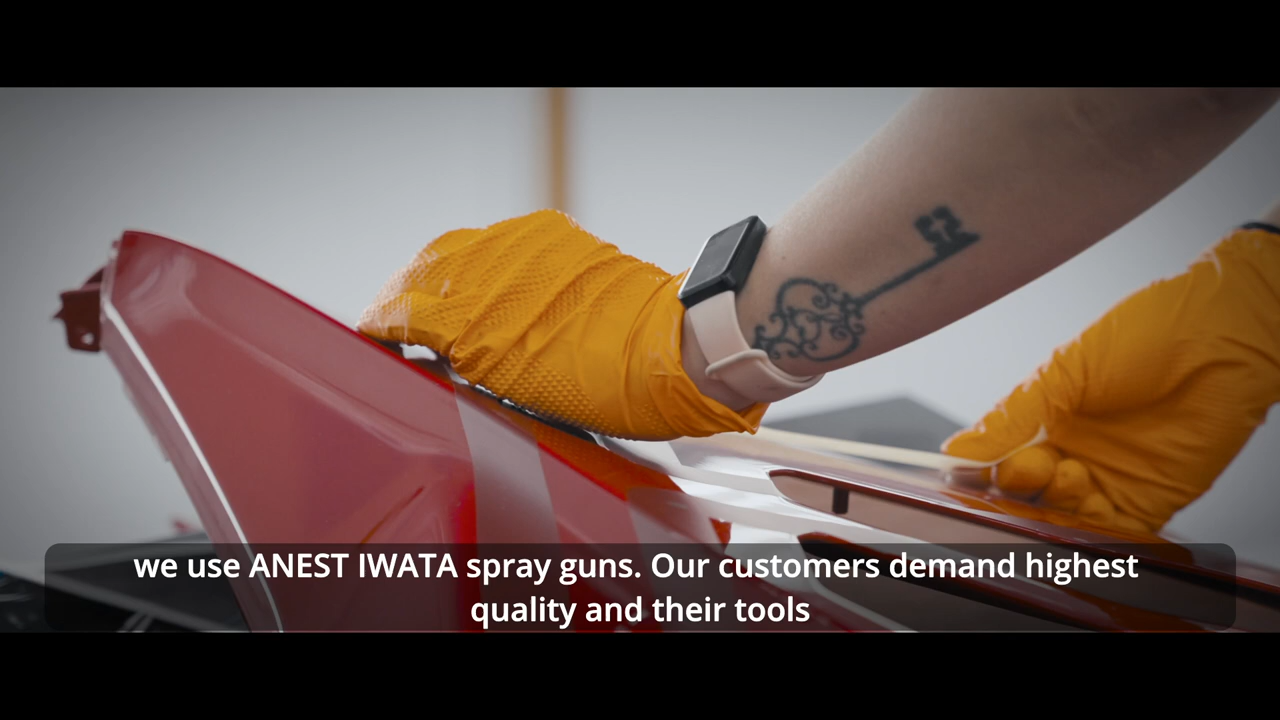 we use ANEST IWATA spray guns. Our customers demand highest
quality and their tools